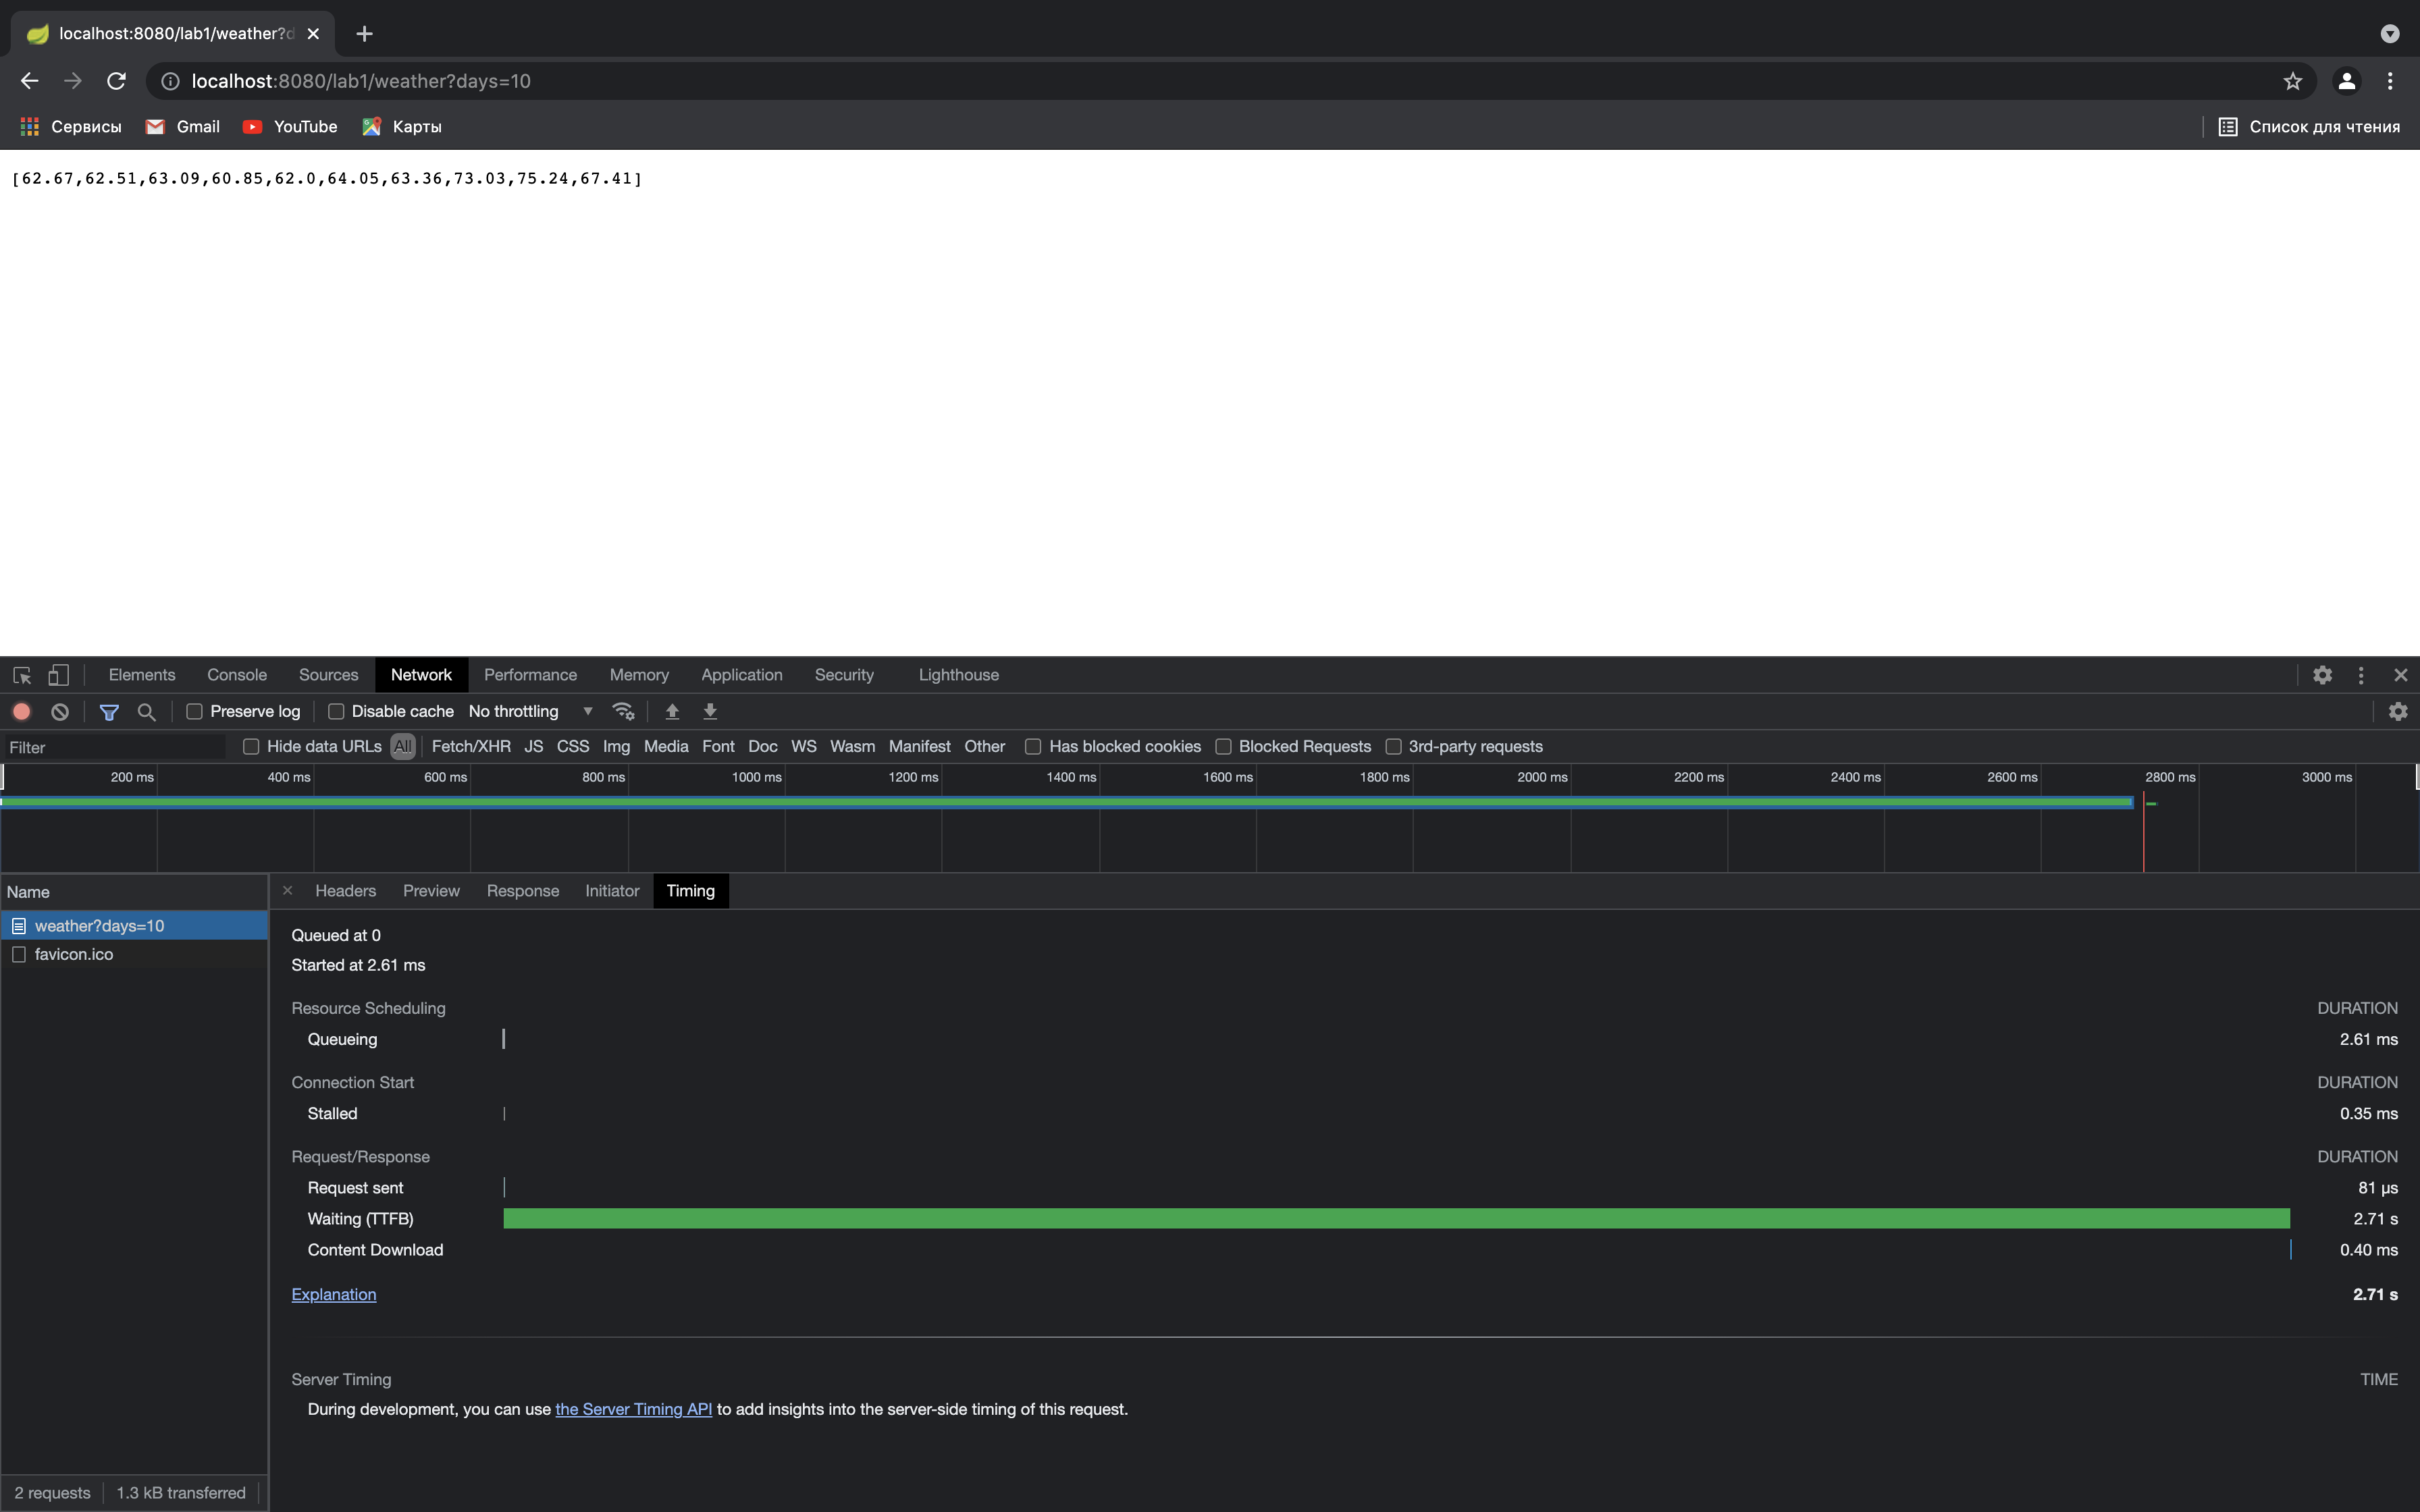 localhost:8080/lab1/weather?d
localhost:8080/lab1/weather?days=10
Сервисы Gmail YouTube Карты Список для чтения
[62.67,62.51,63.09,60.85,62.0,64.05,63.36,73.03,75.24,67.41]
Elements Console Sources Network Performance Memory Application Security Lighthouse
Preserve log Disable cache No throttling
Filter Hide data URLs All Fetch/XHR JS CSS Img Media Font Doc WS Wasm Manifest Other Has blocked cookies Blocked Requests 3rd-party requests
200 ms 400 ms 600 ms 800 ms 1000 ms 1200 ms 1400 ms 1600 ms 1800 ms 2000 ms 2200 ms 2400 ms 2600 ms 2800 ms 3000 ms
Name Headers Preview Response Initiator Timing
weather?days=10
favicon.ico
Queued at 0
Started at 2.61 ms
Resource Scheduling DURATION
Queueing 2.61 ms
Connection Start DURATION
Stalled 0.35 ms
Request/Response DURATION
Request sent 81 µs
Waiting (TTFB) 2.71 s
Content Download 0.40 ms
Explanation 2.71 s
Server Timing TIME
During development, you can use the Server Timing API to add insights into the server-side timing of this request.
2 requests 1.3 kB transferred